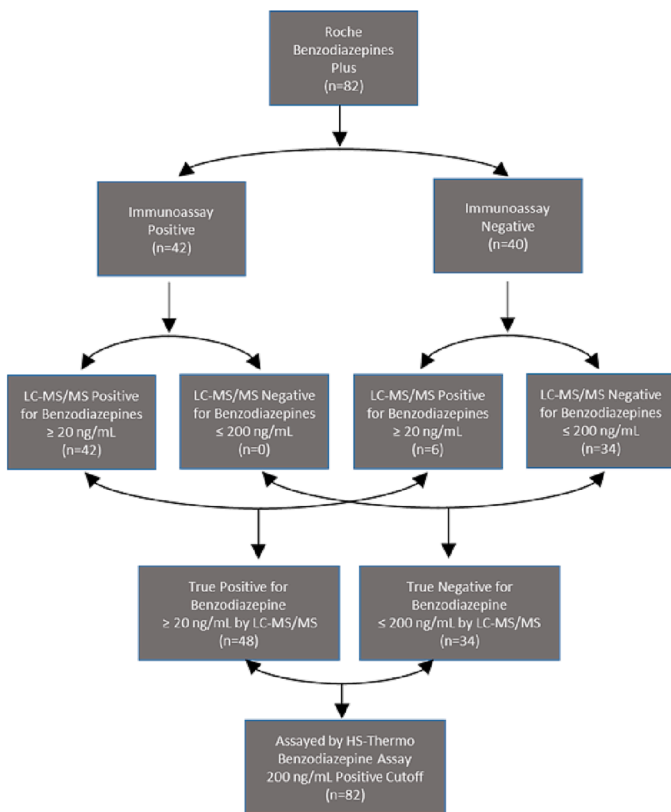 Roche
Benzodiazepines
Plus
(n=82)
Immunoassay
Positive
(n=42)
Immunoassay
Negative
(n=40)
LC-MS/MS Positive
for Benzodiazepines
≥ 20 ng/mL
(n=42)
LC-MS/MS Negative
for Benzodiazepines
≤ 200 ng/mL
(n=0)
LC-MS/MS Positive
for Benzodiazepines
≥ 20 ng/mL
(n=6)
LC-MS/MS Negative
for Benzodiazepines
≤ 200 ng/mL
(n=34)
True Positive for
Benzodiazepine
≥ 20 ng/mL by LC-MS/MS
(n=48)
True Negative for
Benzodiazepine
≤ 200 ng/mL by LC-MS/MS
(n=34)
Assayed by HS-Thermo
Benzodiazepine Assay
200 ng/mL Positive Cutoff
(n=82)